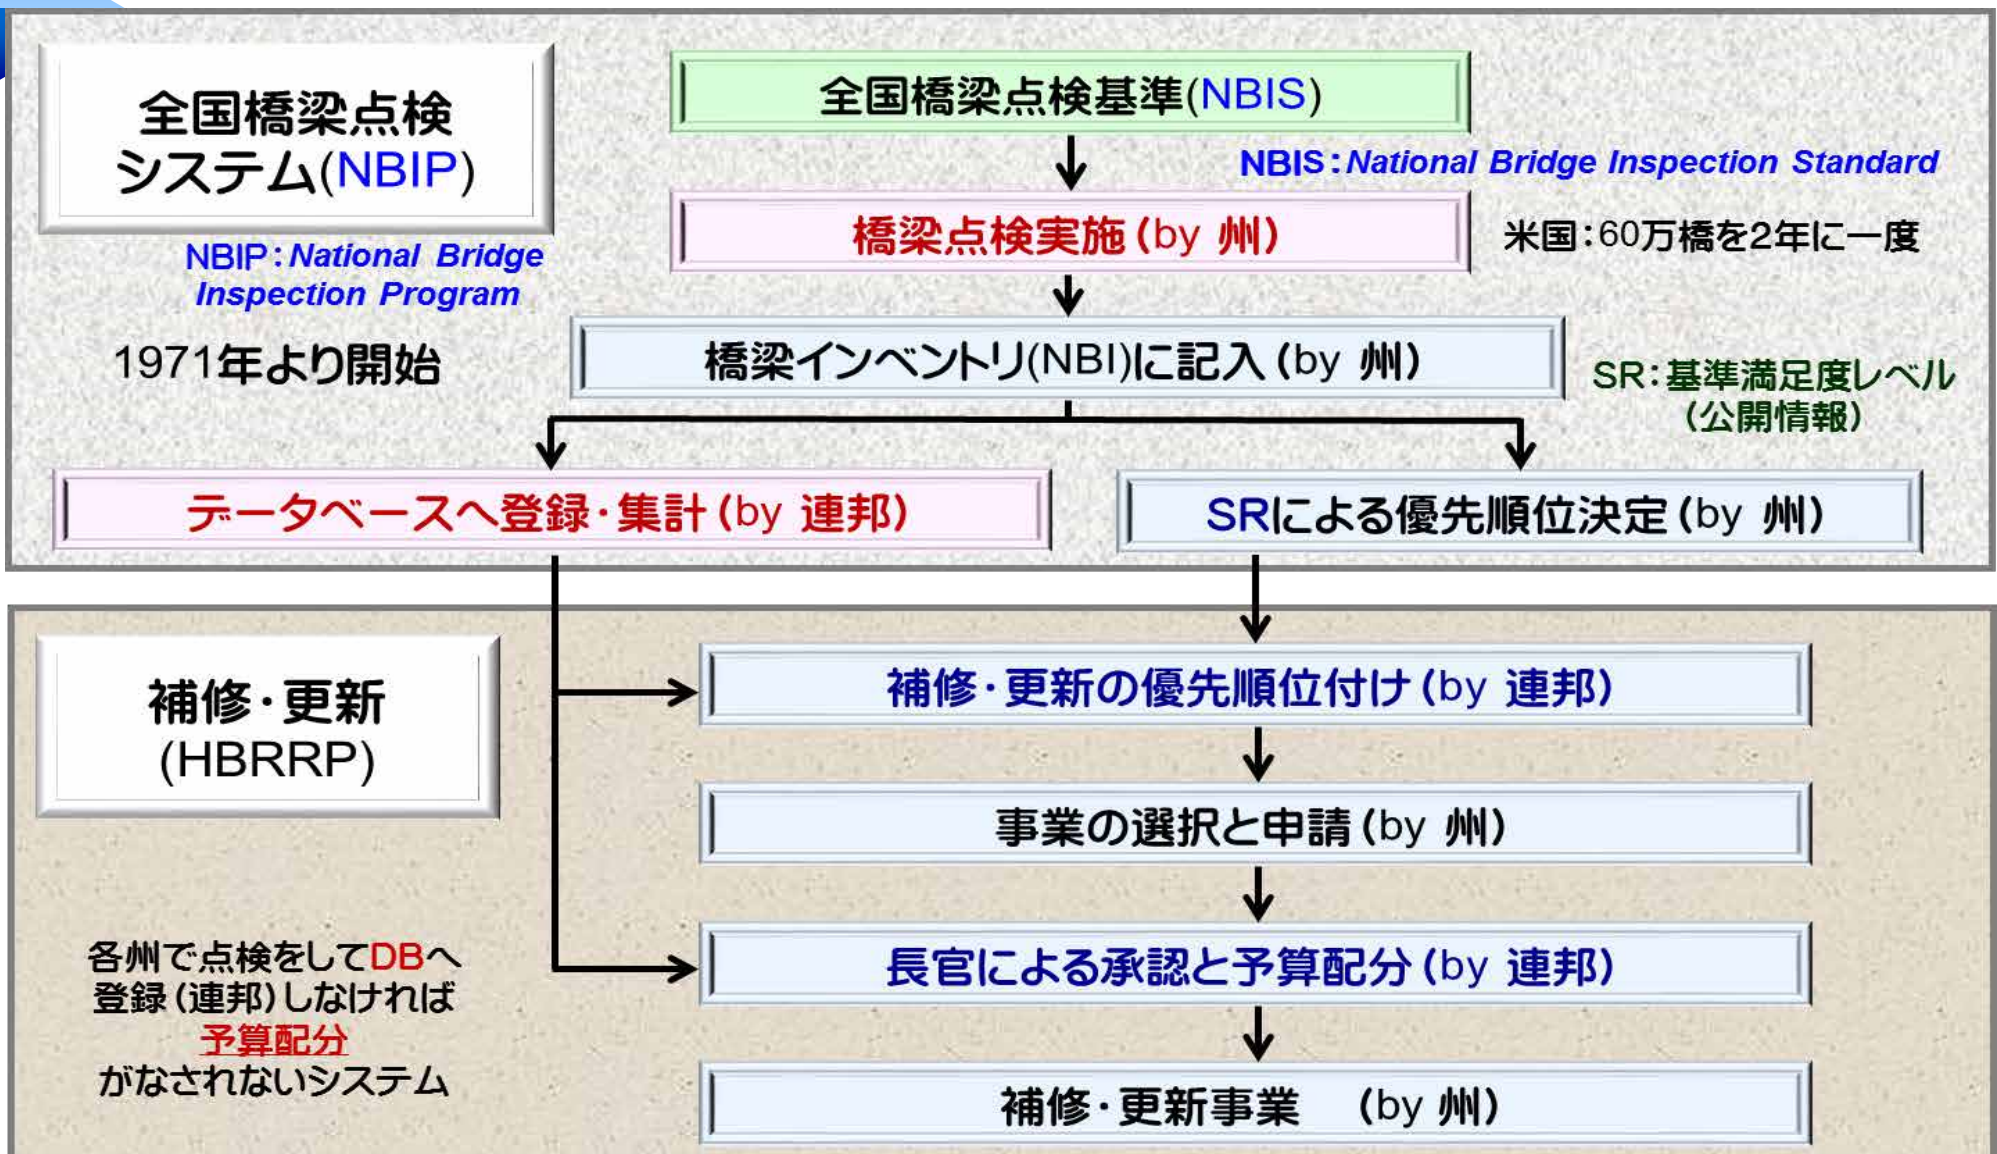 全国橋梁点検
システム(NBIP)
NBIP:National Bridge
Inspection Program
1971年より開始
全国橋梁点検基準(NBIS)
NBIS:National Bridge Inspection Standard
橋梁点検実施(by 州)
米国:60万橋を2年に一度
橋梁インベントリ(NBI)に記入(by 州)
SR:基準満足度レベル
(公開情報)
データベースへ登録・集計(by 連邦)
SRによる優先順位決定(by 州)
補修・更新
(HBRRP)
補修・更新の優先順位付け(by 連邦)
事業の選択と申請(by 州)
長官による承認と予算配分(by 連邦)
補修・更新事業 (by 州)
各州で点検をしてDBへ
登録(連邦)しなければ
予算配分
がなされないシステム